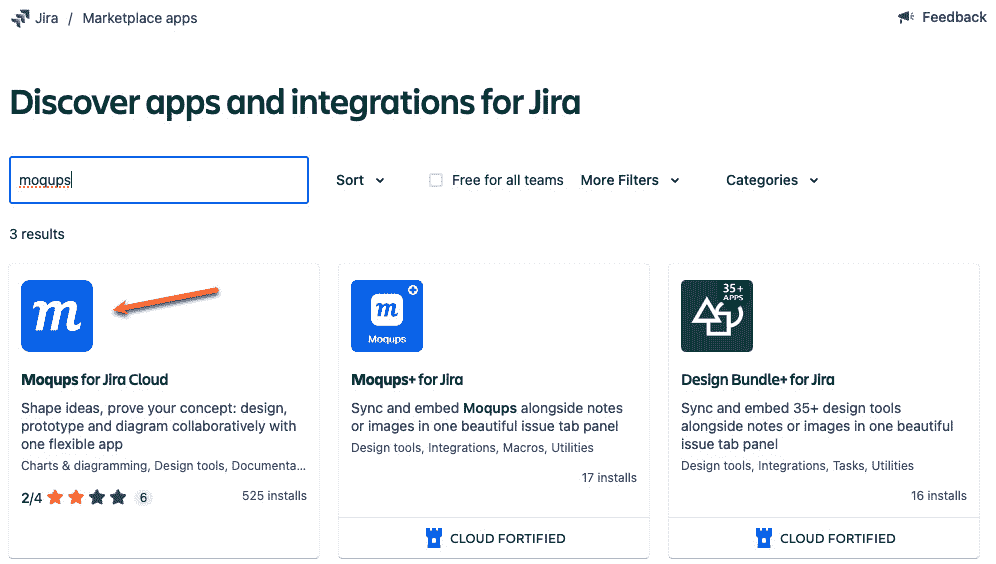 Jira / Marketplace apps
Feedback
Discover apps and integrations for Jira
moqups
Sort
Free for all teams
More Filters
Categories
3 results
m
Moqups for Jira Cloud
Shape ideas, prove your concept: design,
prototype and diagram collaboratively with
one flexible app
Charts & diagramming, Design tools, Documenta...
2/4
6
525 installs
m
Moqups
Moqups+ for Jira
Sync and embed Moqups alongside notes
or images in one beautiful issue tab panel
Design tools, Integrations, Macros, Utilities
17 installs
CLOUD FORTIFIED
35+
APPS
Design Bundle+ for Jira
Sync and embed 35+ design tools
alongside notes or images in one beautiful
issue tab panel
Design tools, Integrations, Tasks, Utilities
16 installs
CLOUD FORTIFIED